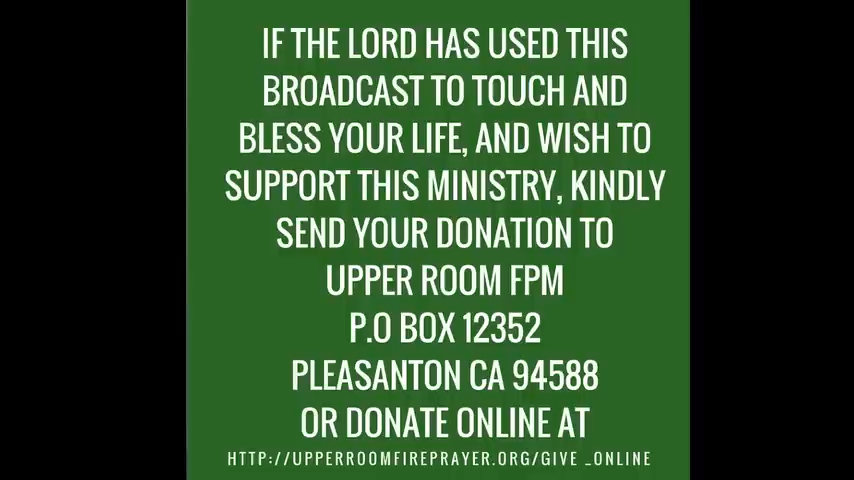 IF THE LORD HAS USED THIS
BROADCAST TO TOUCH AND
BLESS YOUR LIFE, AND WISH TO
SUPPORT THIS MINISTRY, KINDLY
SEND YOUR DONATION TO
UPPER ROOM FPM
P.O BOX 12352
PLEASANTON CA 94588
OR DONATE ONLINE AT
HTTP://UPPERROOMFIREPRAYER.ORG/GIVE _ONLINE